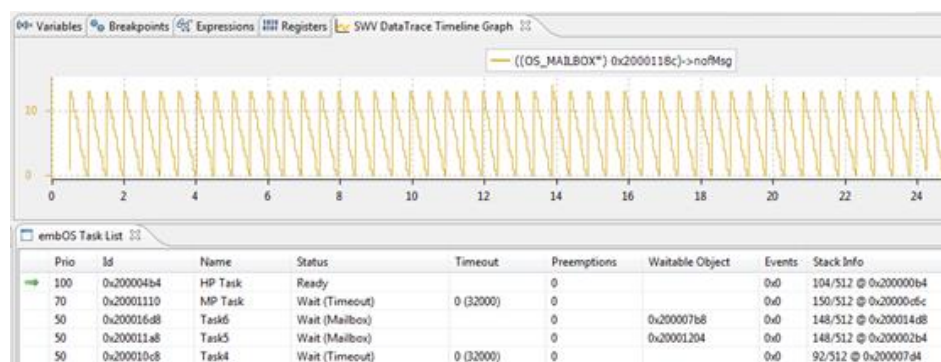 Variables Breakpoints Expressions Registers SWV DataTrace Timeline Graph
((OS_MAILBOX*) 0x2000118c)->nofMsg
10
0
0 2 4 6 8 10 12 14 16 18 20 22 24
embOS Task List
Prio Id Name Status Timeout Preemptions Waitable Object Events Stack Info
100 0x200004b4 HP Task Ready 0 0x0 104/512 @ 0x200000b4
70 0x20001110 MP Task Wait (Timeout) 0 (32000) 0 0x0 150/512 @ 0x20000c6c
50 0x200016d8 Task6 Wait (Mailbox) 0 0x200007b8 0x0 148/512 @ 0x200014d8
50 0x200011a8 Task5 Wait (Mailbox) 0 0x20001204 0x0 148/512 @ 0x200002b4
50 0x200010c8 Task4 Wait (Timeout) 0 (32000) 0 0x0 92/512 @ 0x200007d4